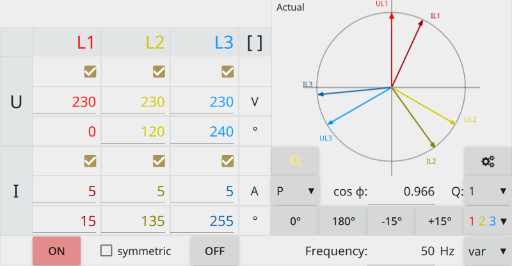 Actual
UL1
IL1
L1 L2 L3 [ ]
IL3
UL2
UL3
IL2
U
230 230 230 V
0 120 240 °
I
5 5 5 A
15 135 255 °
P ▼ cos ϕ: 0.966 Q: 1 ▼
0° 180° -15° +15° 1 2 3 ▼
ON symmetric OFF Frequency: 50 Hz var ▼